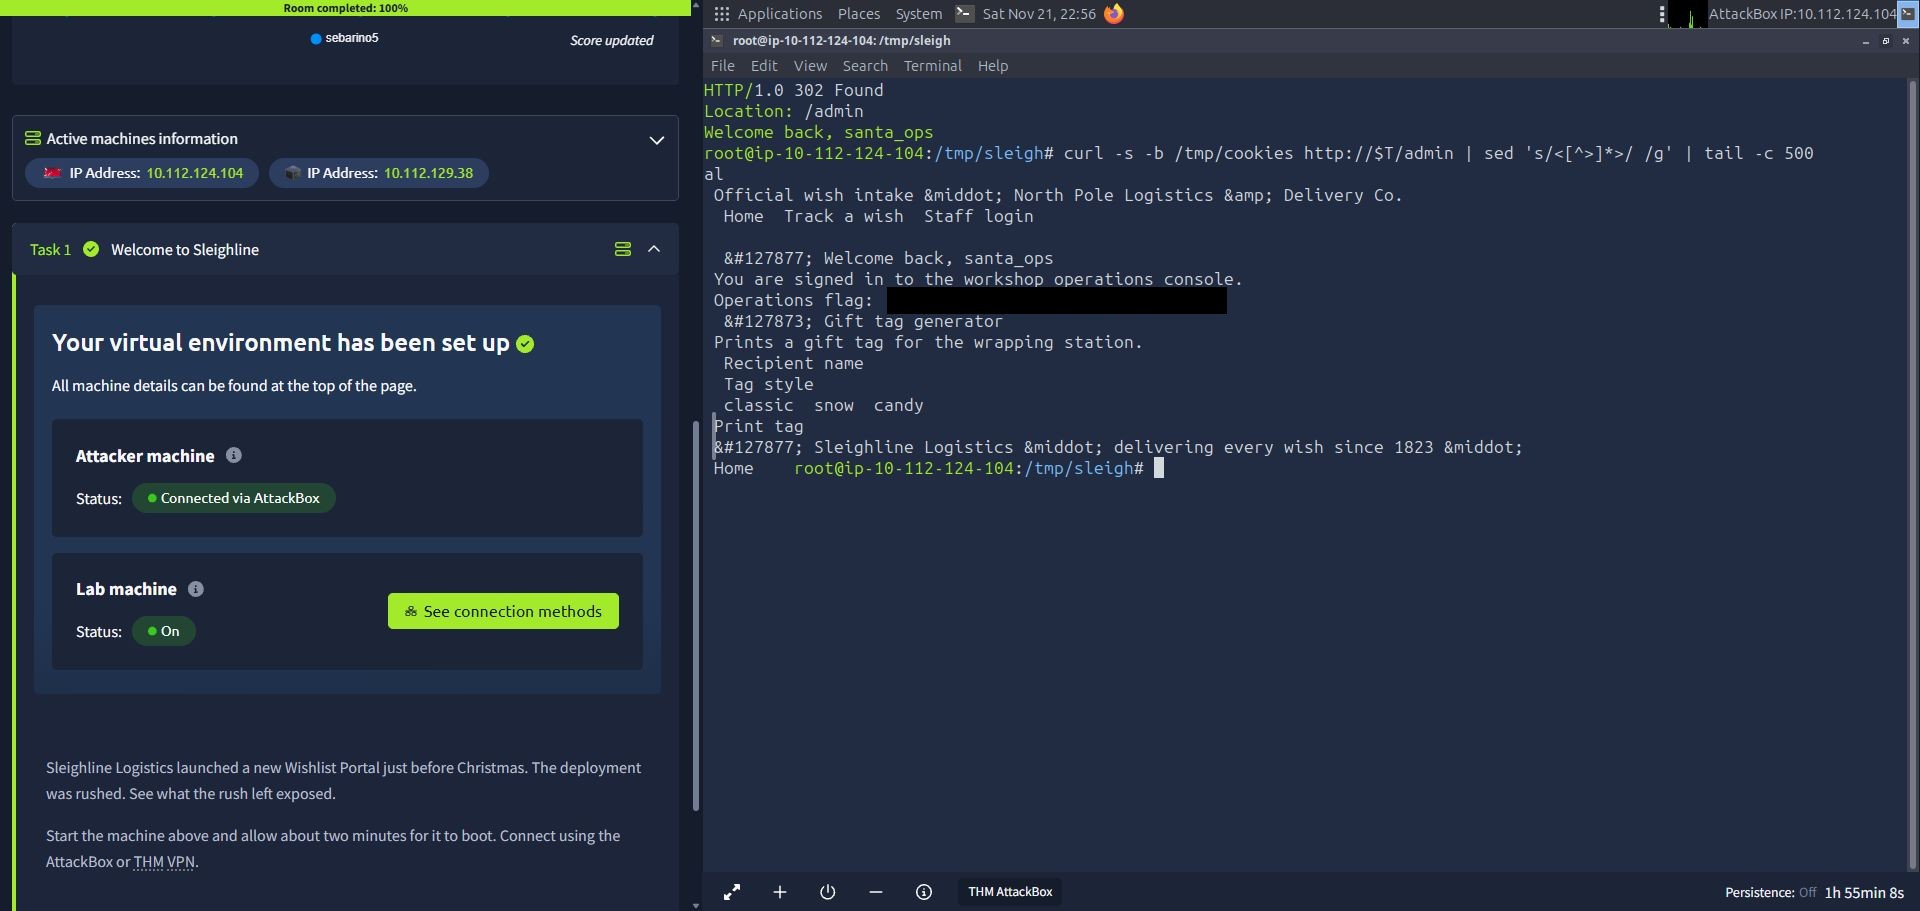 Room completed: 100%
sebarino5
Score updated
Active machines information
IP Address: 10.112.124.104
IP Address: 10.112.129.38
Task 1
Welcome to Sleighline
Your virtual environment has been set up
All machine details can be found at the top of the page.
Attacker machine
Status:
Connected via AttackBox
Lab machine
Status:
On
See connection methods
Sleighline Logistics launched a new Wishlist Portal just before Christmas. The deployment
was rushed. See what the rush left exposed.
Start the machine above and allow about two minutes for it to boot. Connect using the
AttackBox or THM VPN.
Applications Places System Sat Nov 21, 22:56 AttackBox IP:10.112.124.104
root@ip-10-112-124-104: /tmp/sleigh
File Edit View Search Terminal Help
HTTP/1.0 302 Found
Location: /admin
Welcome back, santa_ops
root@ip-10-112-124-104:/tmp/sleigh# curl -s -b /tmp/cookies http://$T/admin | sed 's/<[^>]*>/ /g' | tail -c 500
al
Official wish intake &middot; North Pole Logistics &amp; Delivery Co.
Home Track a wish Staff login
&#127877; Welcome back, santa_ops
You are signed in to the workshop operations console.
Operations flag:
&#127873; Gift tag generator
Prints a gift tag for the wrapping station.
Recipient name
Tag style
classic snow candy
Print tag
&#127877; Sleighline Logistics &middot; delivering every wish since 1823 &middot;
Home root@ip-10-112-124-104:/tmp/sleigh#
THM AttackBox
Persistence: Off 1h 55min 8s